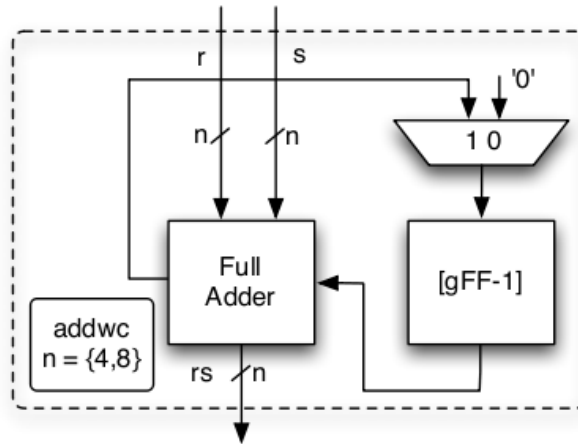 r
s
'0'
n
n
1 0
Full
Adder
[gFF-1]
addwc
n = {4,8}
rs
n